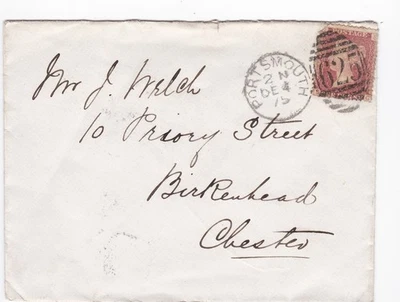 PORTSMOUTH
2 N
DE 4
75
625
Mr J. Welch
10 Priory Street
Birkenhead
Chester